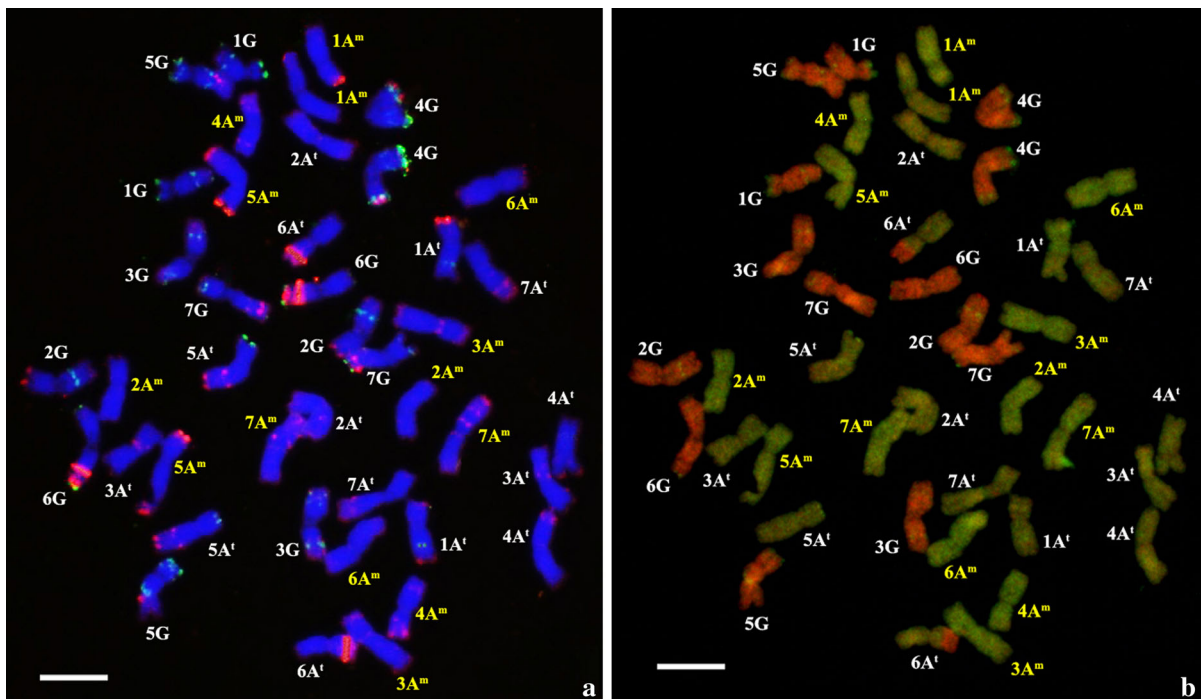 1Aᵐ
1G
5G
1Aᵐ
4G
4Aᵐ
2Aᵗ
4G
1G
5Aᵐ
6Aᵐ
6Aᵗ
1Aᵗ
3G
6G
7Aᵗ
7G
2G
3Aᵐ
5Aᵗ
7G
2G
2Aᵐ
2Aᵐ
4Aᵗ
7Aᵐ
2Aᵗ
7Aᵐ
5Aᵐ
3Aᵗ
6G
3Aᵗ
7Aᵗ
5Aᵗ
3G
1Aᵗ
4Aᵗ
6Aᵐ
4Aᵐ
5G
6Aᵗ
3Aᵐ
a
1Aᵐ
1G
5G
1Aᵐ
4G
4Aᵐ
2Aᵗ
4G
1G
5Aᵐ
6Aᵐ
6Aᵗ
1Aᵗ
3G
6G
7Aᵗ
7G
2G
3Aᵐ
5Aᵗ
7G
2G
2Aᵐ
2Aᵐ
4Aᵗ
7Aᵐ
2Aᵗ
7Aᵐ
5Aᵐ
3Aᵗ
6G
3Aᵗ
7Aᵗ
5Aᵗ
3G
1Aᵗ
4Aᵗ
6Aᵐ
4Aᵐ
5G
6Aᵗ
3Aᵐ
b